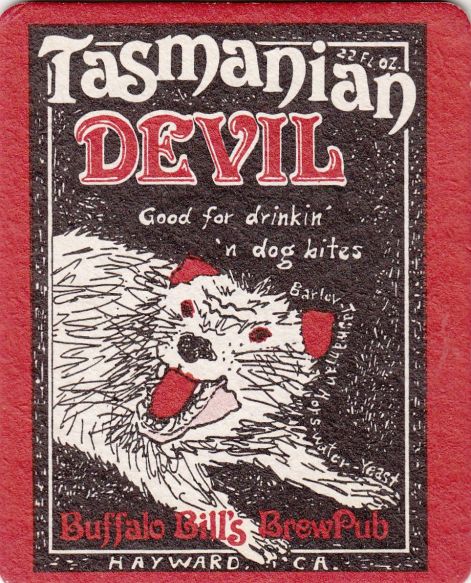 Tasmanian
22 FL OZ.
DEVIL
Good for drinkin'
'n dog bites
Barley-Tasmanian Hops-water-yeast
Buffalo Bill's BrewPub
HAYWARD, CA.